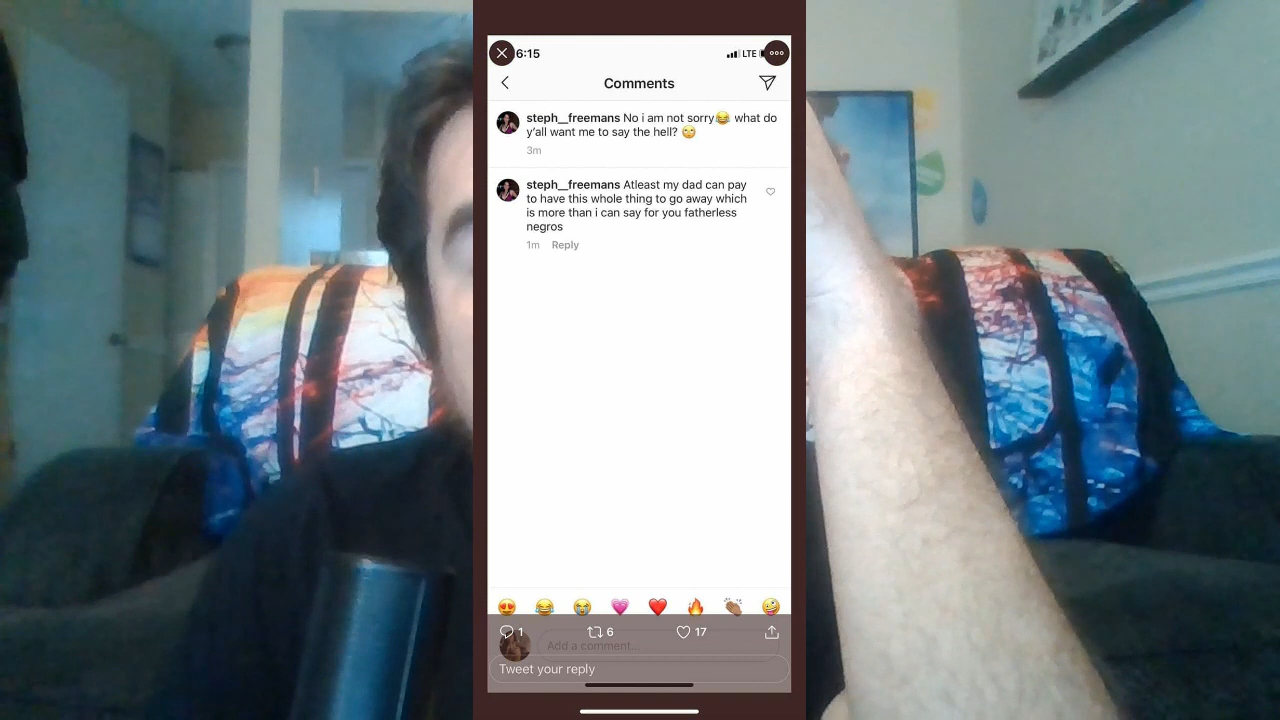 6:15
LTE
Comments
steph__freemans No i am not sorry😂 what do
y'all want me to say the hell? 🙄
3m
steph__freemans Atleast my dad can pay
to have this whole thing to go away which
is more than i can say for you fatherless
negros
1m Reply
😍 😂 😭 💗 ❤️ 🔥 👏🏾 🤪
1 6 17
Add a comment...
Tweet your reply